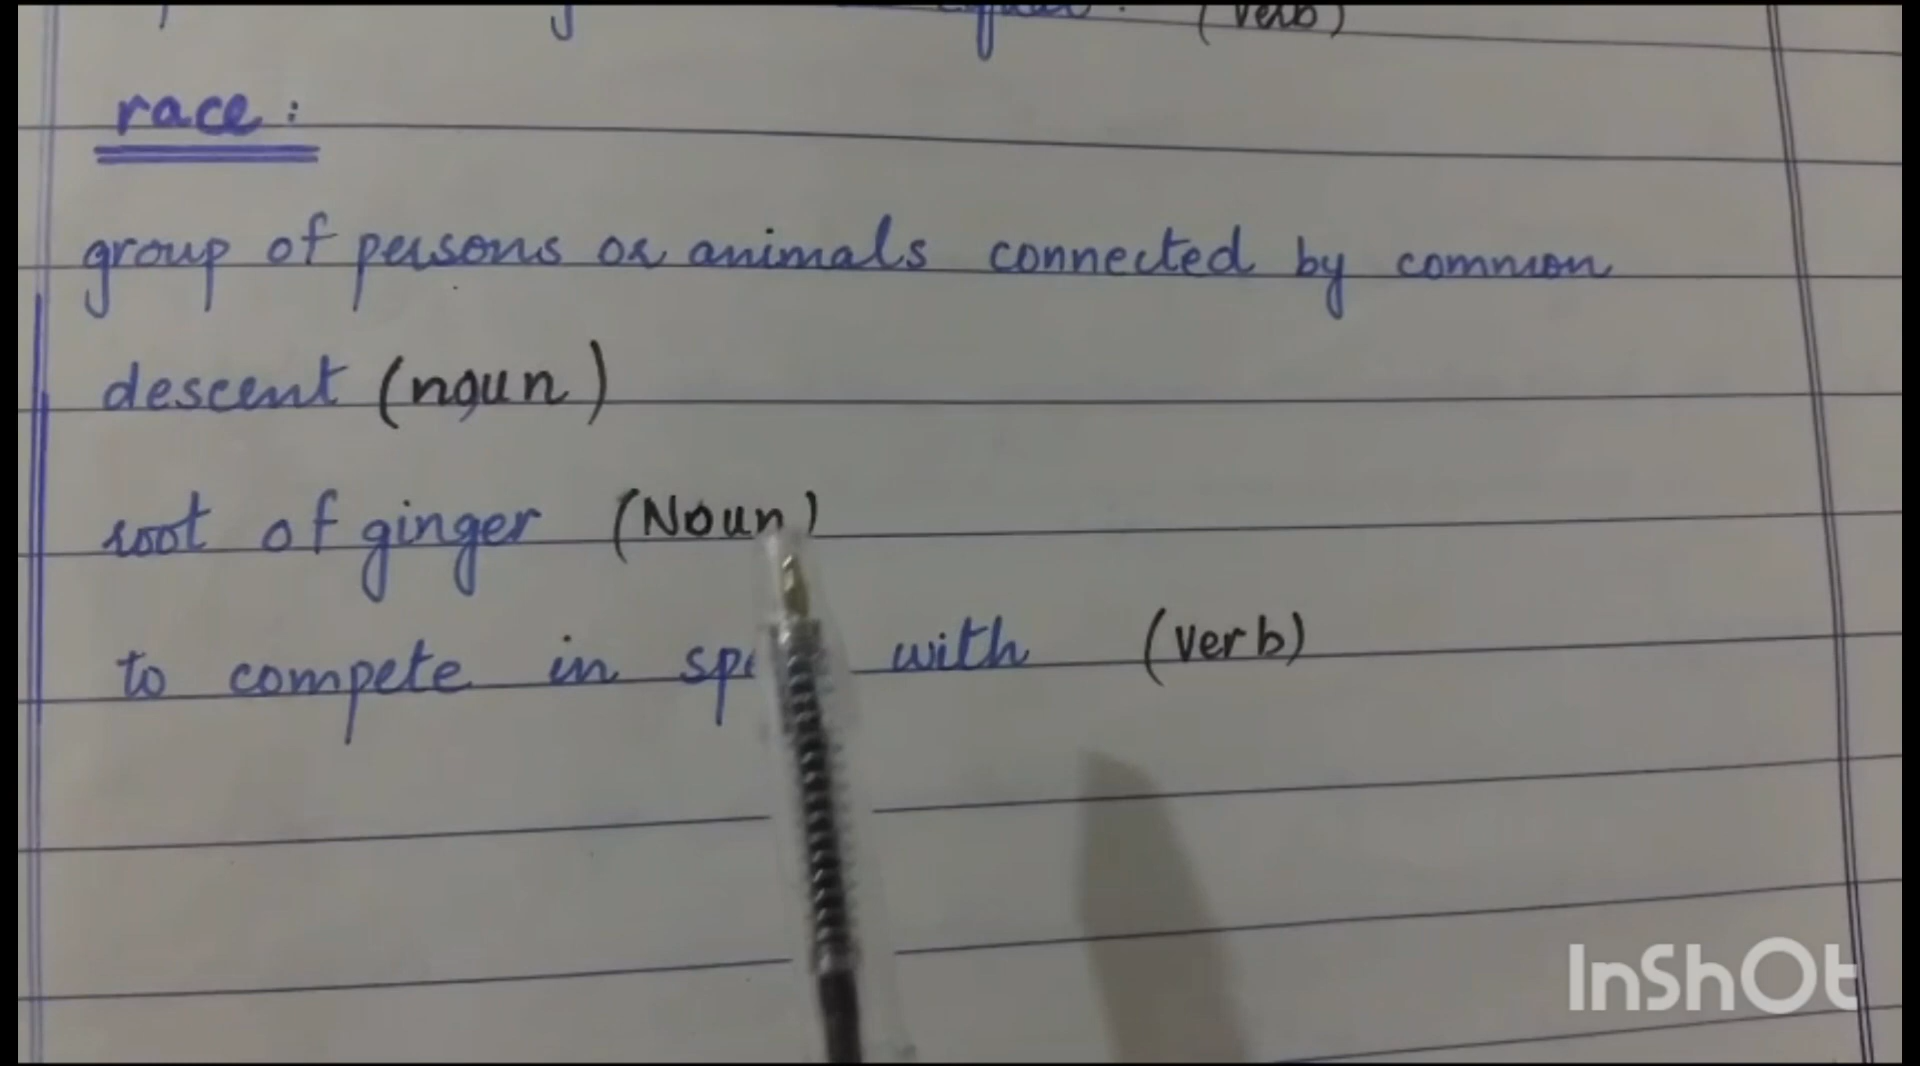 (verb)
race :
group of persons or animals connected by common
descent (noun)
root of ginger (Noun)
to compete in with (verb)
InShOt